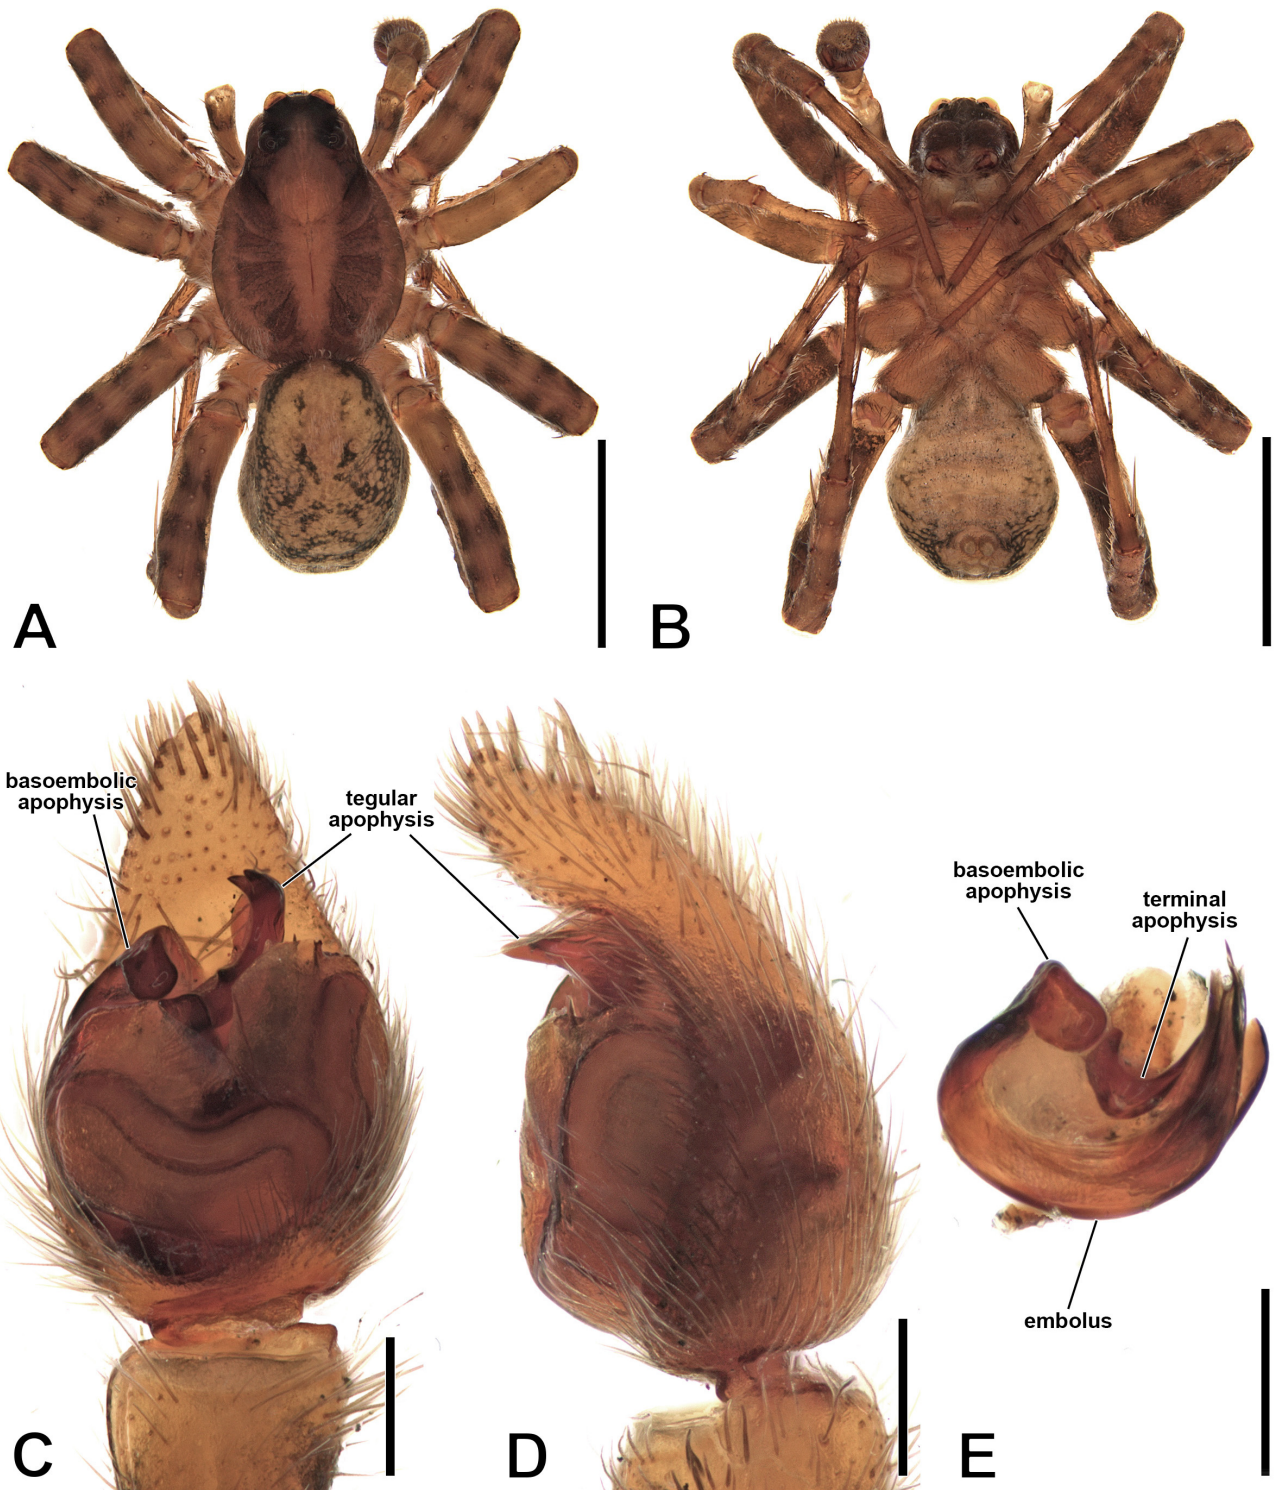 A
B
basoembolic
apophysis
tegular
apophysis
basoembolic
apophysis
terminal
apophysis
embolus
C
D
E